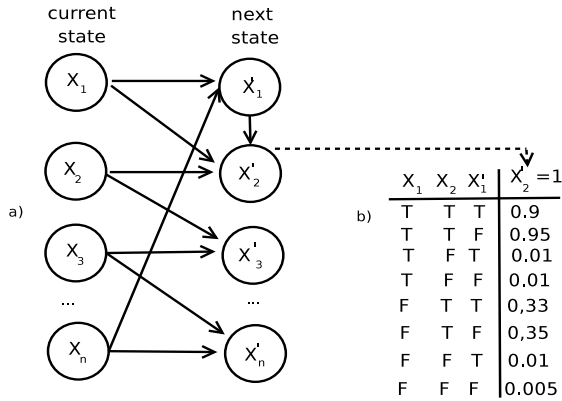 current
state
next
state
X1
X'1
X2
X'2
a)
X3
X'3
...
...
Xn
X'n
b)
X1 X2 X'1 X'2 =1
T T T 0.9
T T F 0.95
T F T 0.01
T F F 0.01
F T T 0,33
F T F 0,35
F F T 0.01
F F F 0.005